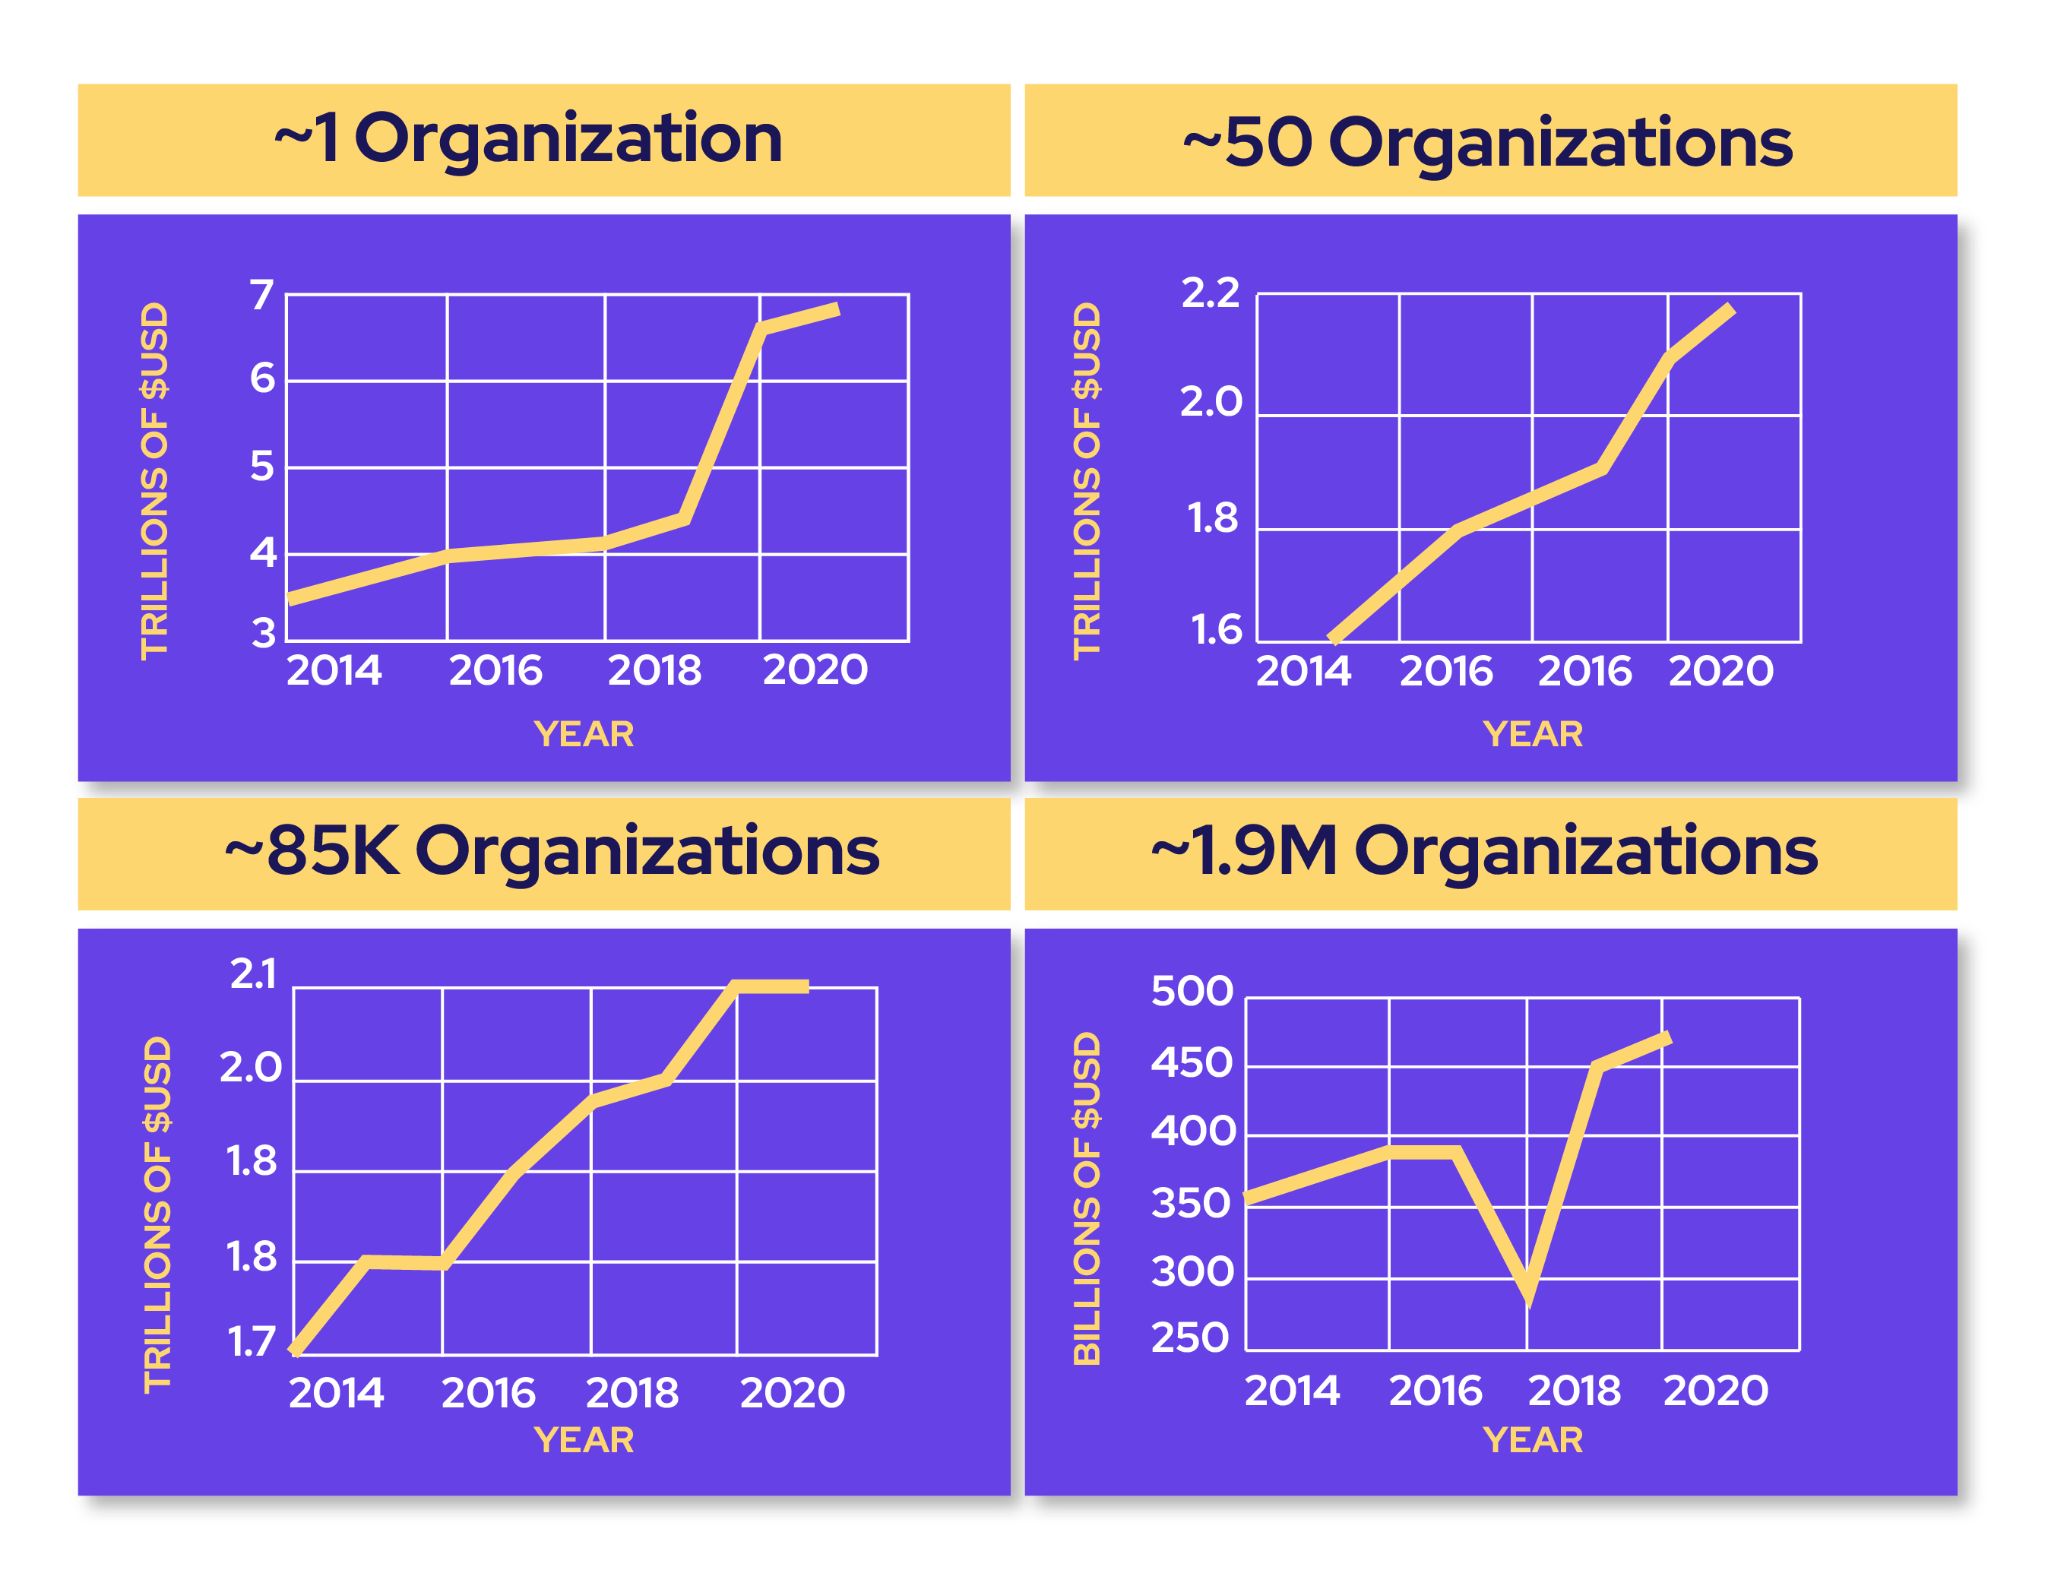 ~1 Organization
TRILLIONS OF $USD
7
6
5
4
3
2014 2016 2018 2020
YEAR
~50 Organizations
TRILLIONS OF $USD
2.2
2.0
1.8
1.6
2014 2016 2016 2020
YEAR
~85K Organizations
TRILLIONS OF $USD
2.1
2.0
1.8
1.8
1.7
2014 2016 2018 2020
YEAR
~1.9M Organizations
BILLIONS OF $USD
500
450
400
350
300
250
2014 2016 2018 2020
YEAR